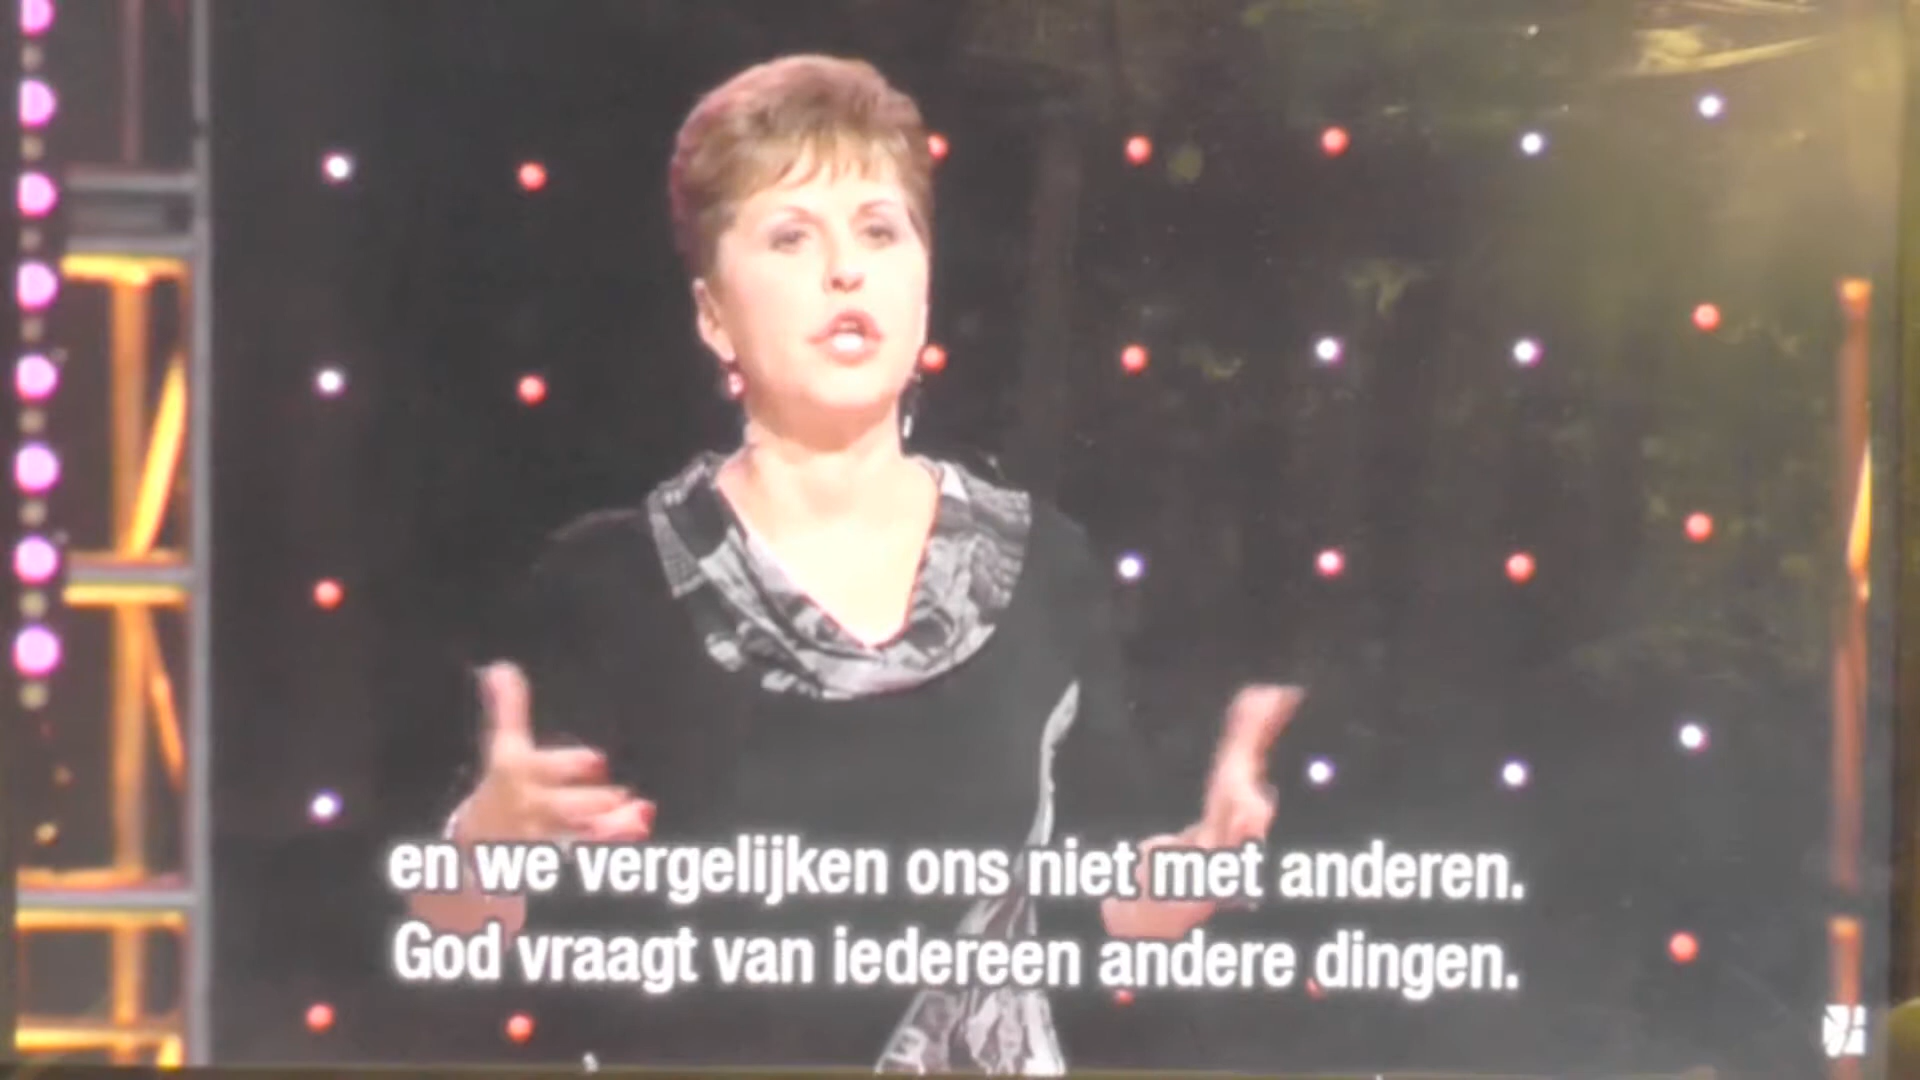 en we vergelijken ons niet met anderen.
God vraagt van iedereen andere dingen.